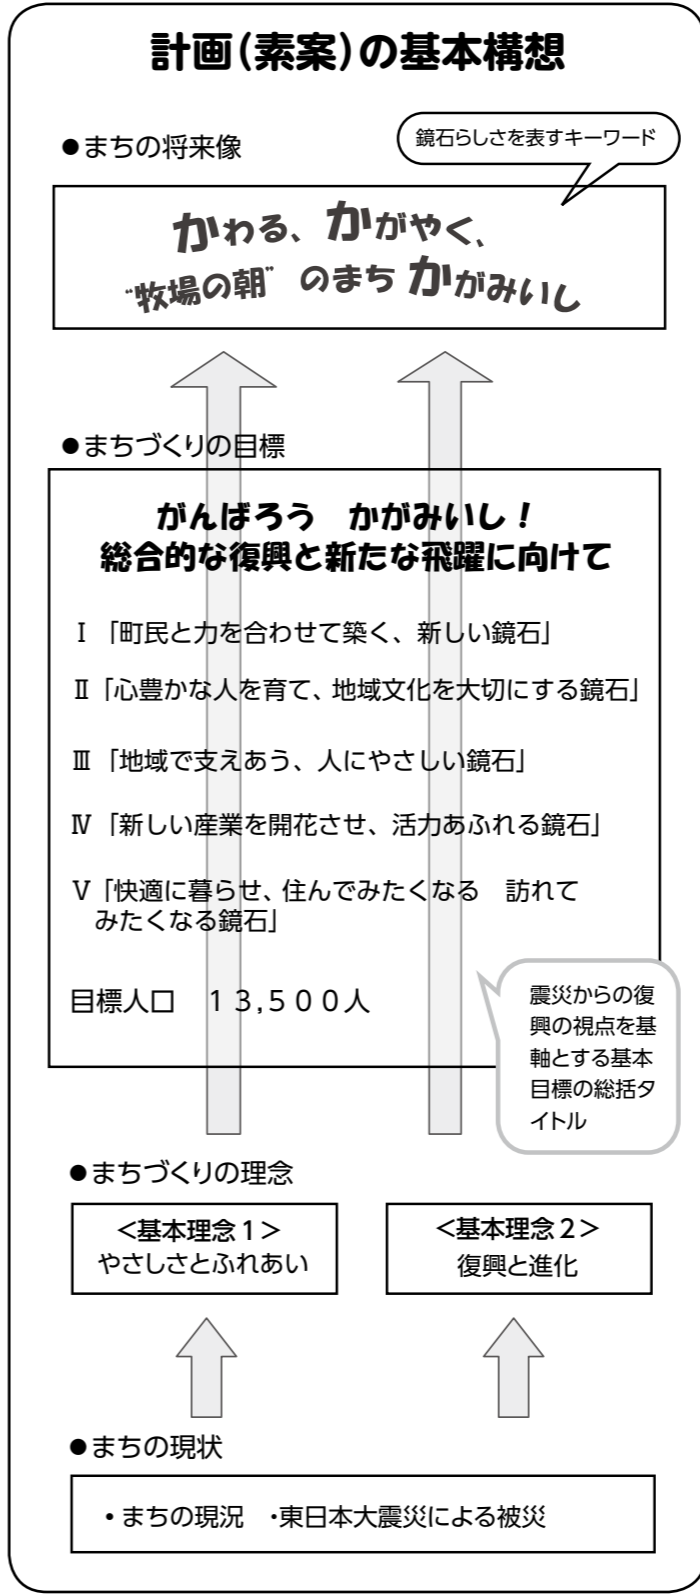 計画(素案)の基本構想
●まちの将来像
鏡石らしさを表すキーワード
かわる、かがやく、
“牧場の朝”のまち かがみいし
●まちづくりの目標
がんばろう　かがみいし！
総合的な復興と新たな飛躍に向けて
Ⅰ「町民と力を合わせて築く、新しい鏡石」
Ⅱ「心豊かな人を育て、地域文化を大切にする鏡石」
Ⅲ「地域で支えあう、人にやさしい鏡石」
Ⅳ「新しい産業を開花させ、活力あふれる鏡石」
Ⅴ「快適に暮らせ、住んでみたくなる　訪れて
みたくなる鏡石」
目標人口　１３,５００人
震災からの復
興の視点を基
軸とする基本
目標の総括タ
イトル
●まちづくりの理念
＜基本理念１＞
やさしさとふれあい
＜基本理念２＞
復興と進化
●まちの現状
・まちの現況　・東日本大震災による被災